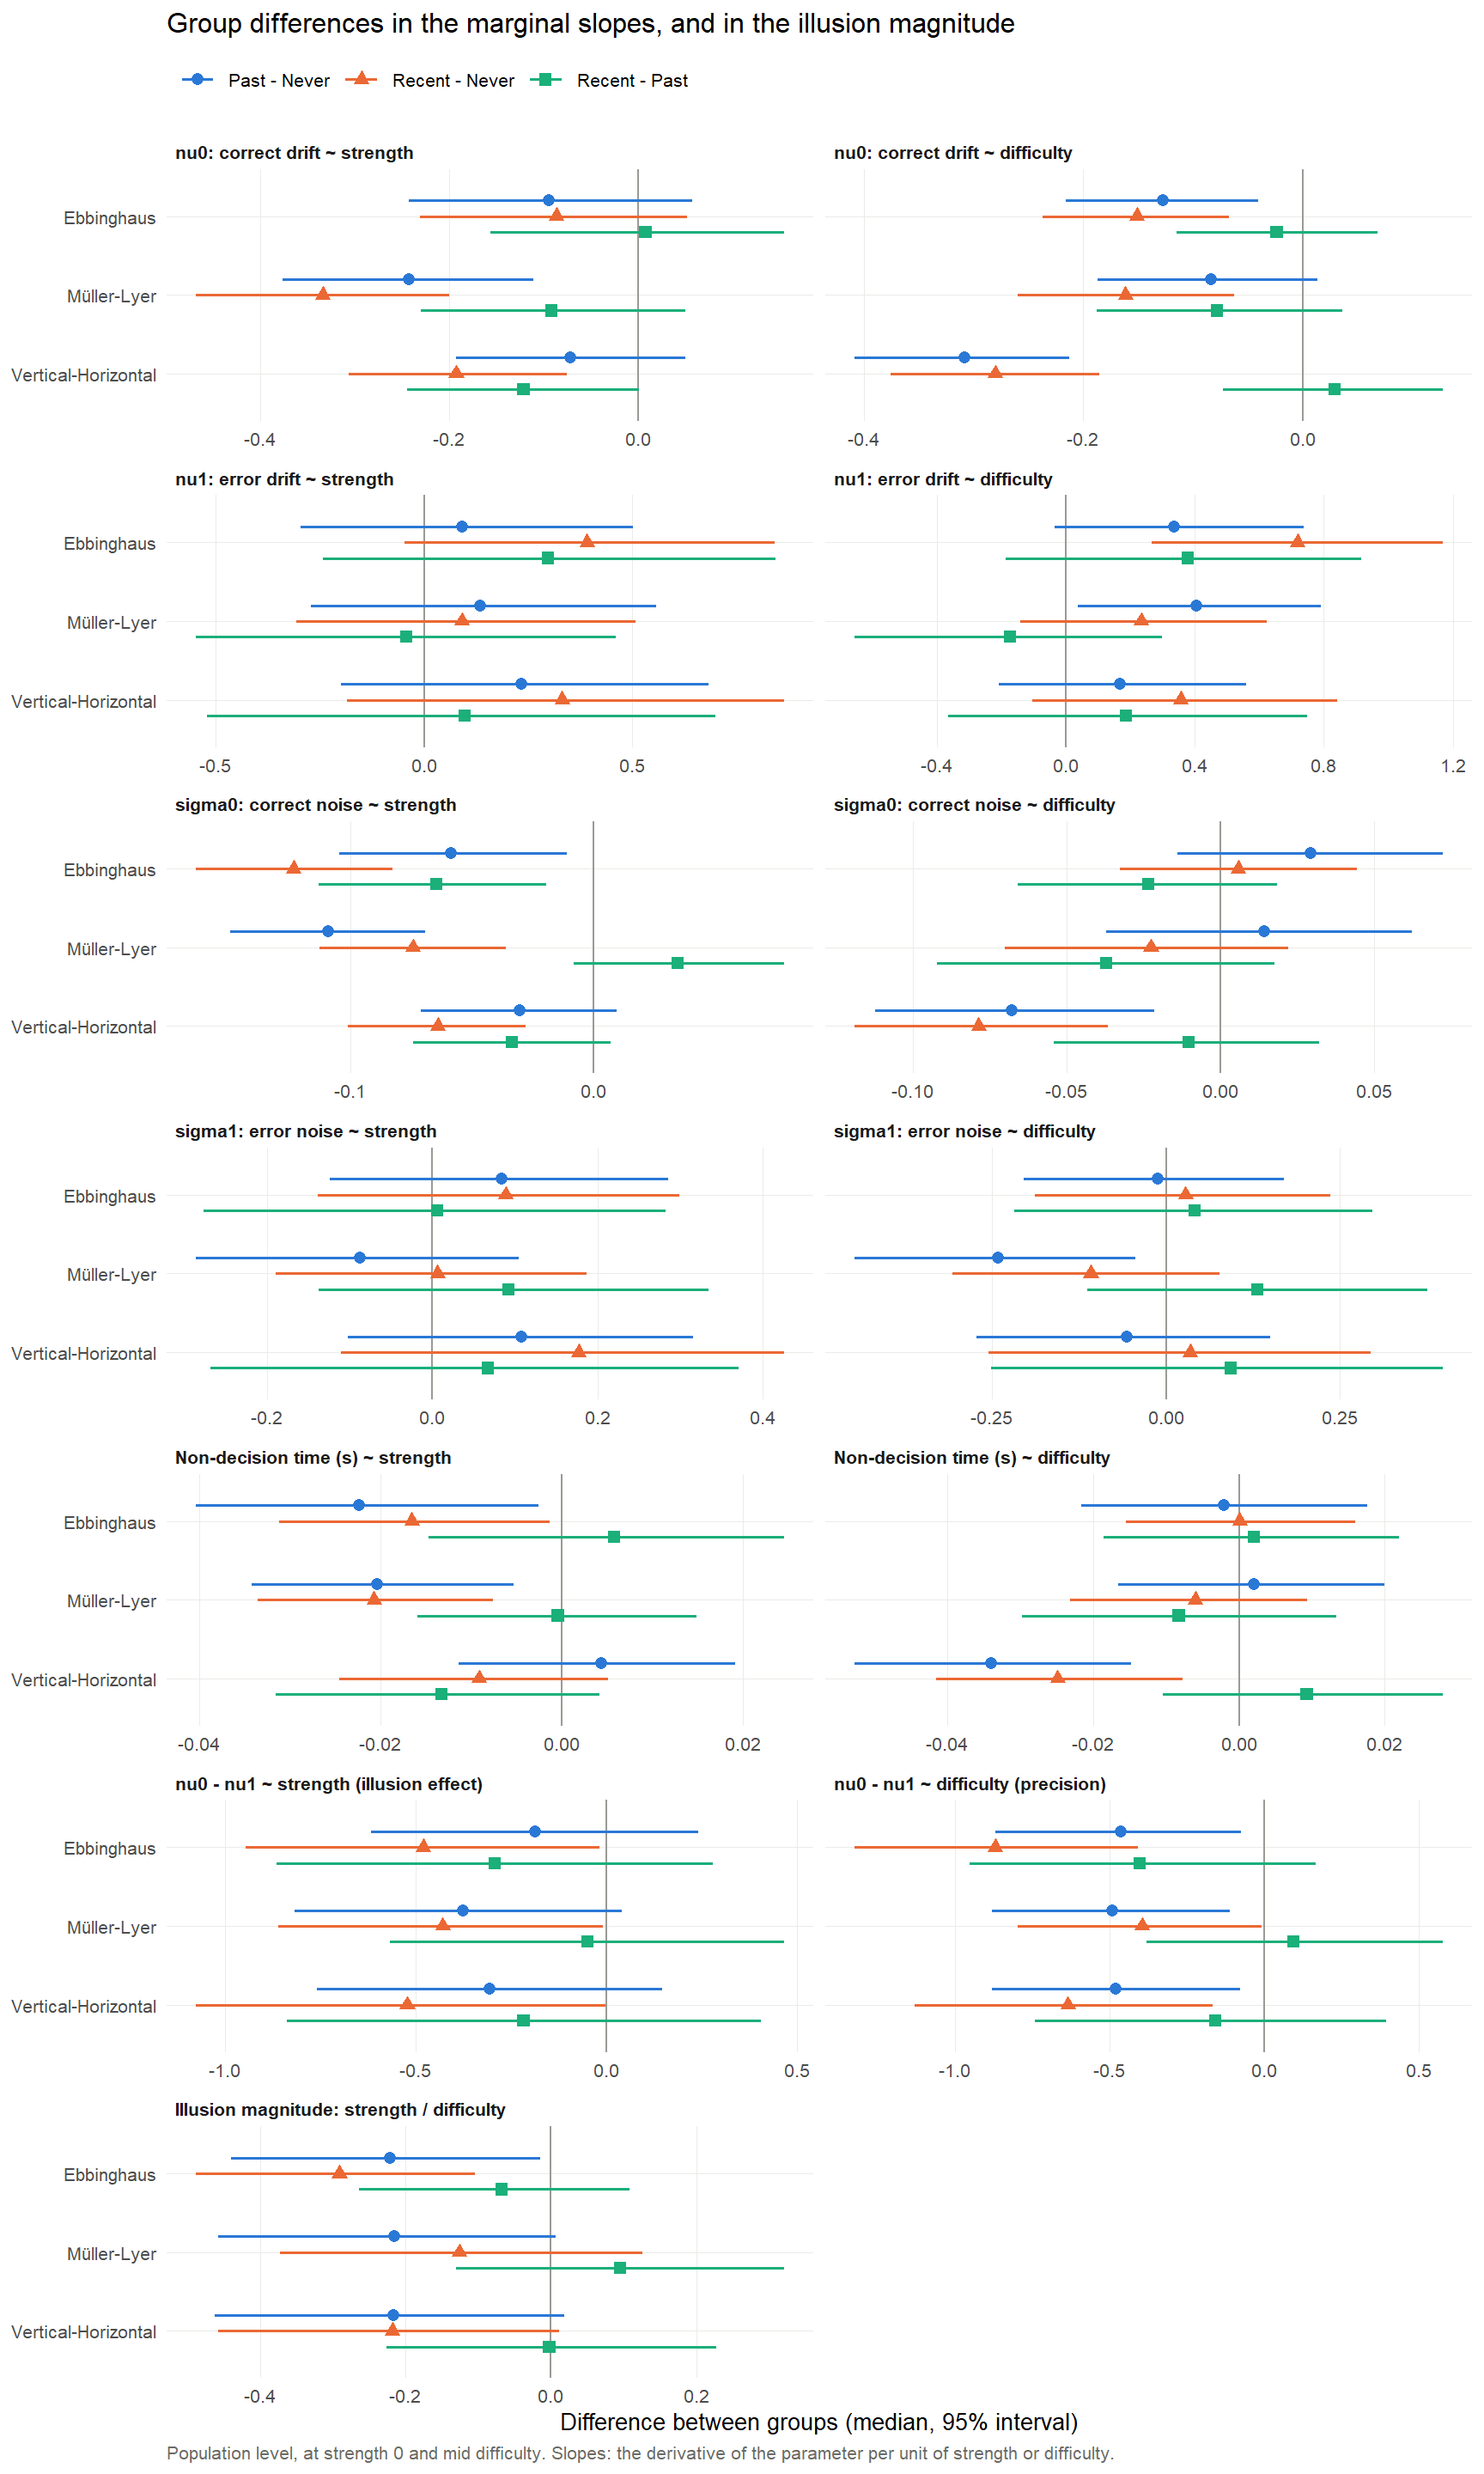 Group differences in the marginal slopes, and in the illusion magnitude
Past - Never Recent - Never Recent - Past
nu0: correct drift ~ strength nu0: correct drift ~ difficulty
Ebbinghaus
Müller-Lyer
Vertical-Horizontal
-0.4 -0.2 0.0 -0.4 -0.2 0.0
nu1: error drift ~ strength nu1: error drift ~ difficulty
Ebbinghaus
Müller-Lyer
Vertical-Horizontal
-0.5 0.0 0.5 -0.4 0.0 0.4 0.8 1.2
sigma0: correct noise ~ strength sigma0: correct noise ~ difficulty
Ebbinghaus
Müller-Lyer
Vertical-Horizontal
-0.1 0.0 -0.10 -0.05 0.00 0.05
sigma1: error noise ~ strength sigma1: error noise ~ difficulty
Ebbinghaus
Müller-Lyer
Vertical-Horizontal
-0.2 0.0 0.2 0.4 -0.25 0.00 0.25
Non-decision time (s) ~ strength Non-decision time (s) ~ difficulty
Ebbinghaus
Müller-Lyer
Vertical-Horizontal
-0.04 -0.02 0.00 0.02 -0.04 -0.02 0.00 0.02
nu0 - nu1 ~ strength (illusion effect) nu0 - nu1 ~ difficulty (precision)
Ebbinghaus
Müller-Lyer
Vertical-Horizontal
-1.0 -0.5 0.0 0.5 -1.0 -0.5 0.0 0.5
Illusion magnitude: strength / difficulty
Ebbinghaus
Müller-Lyer
Vertical-Horizontal
-0.4 -0.2 0.0 0.2
Difference between groups (median, 95% interval)
Population level, at strength 0 and mid difficulty. Slopes: the derivative of the parameter per unit of strength or difficulty.